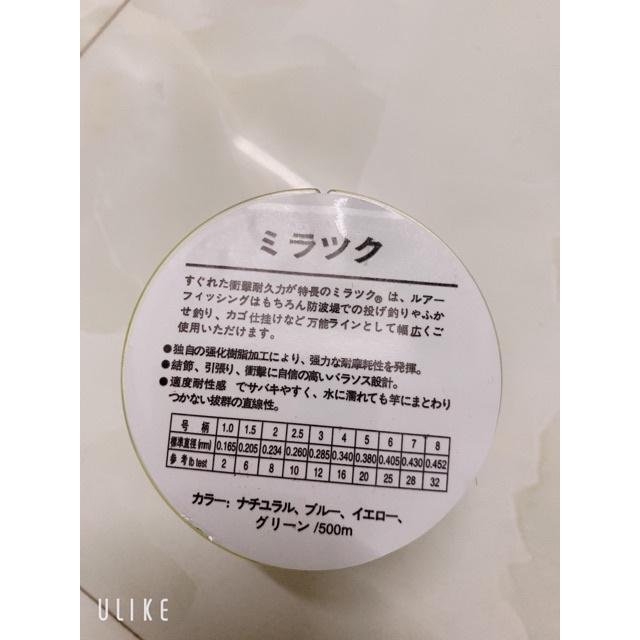 ミラツク
すぐれた衝撃耐久力が特長のミラツク®は、ルアー
フィッシングはもちろん防波堤での投げ釣りやふか
せ釣り、カゴ仕掛けなど 万能ラインとして幅広くご
使用いただけます。
●独自の強化樹脂加工により、強力な耐摩耗性を発揮。
●結節、引張り、衝撃に自信の高いバラソス設計。
●適度耐性感 でサバキやすく、水に濡れても竿にまとわり
つかない抜群の直線性。
号 柄 1.0 1.5 2 2.5 3 4 5 6 7 8
標準直径(mm) 0.165 0.205 0.234 0.260 0.285 0.340 0.380 0.405 0.430 0.452
参 考 lb test 2 6 8 10 12 16 20 25 28 32
カラー：ナチュラル、ブルー、イエロー、
グリーン /500m
ULIKE